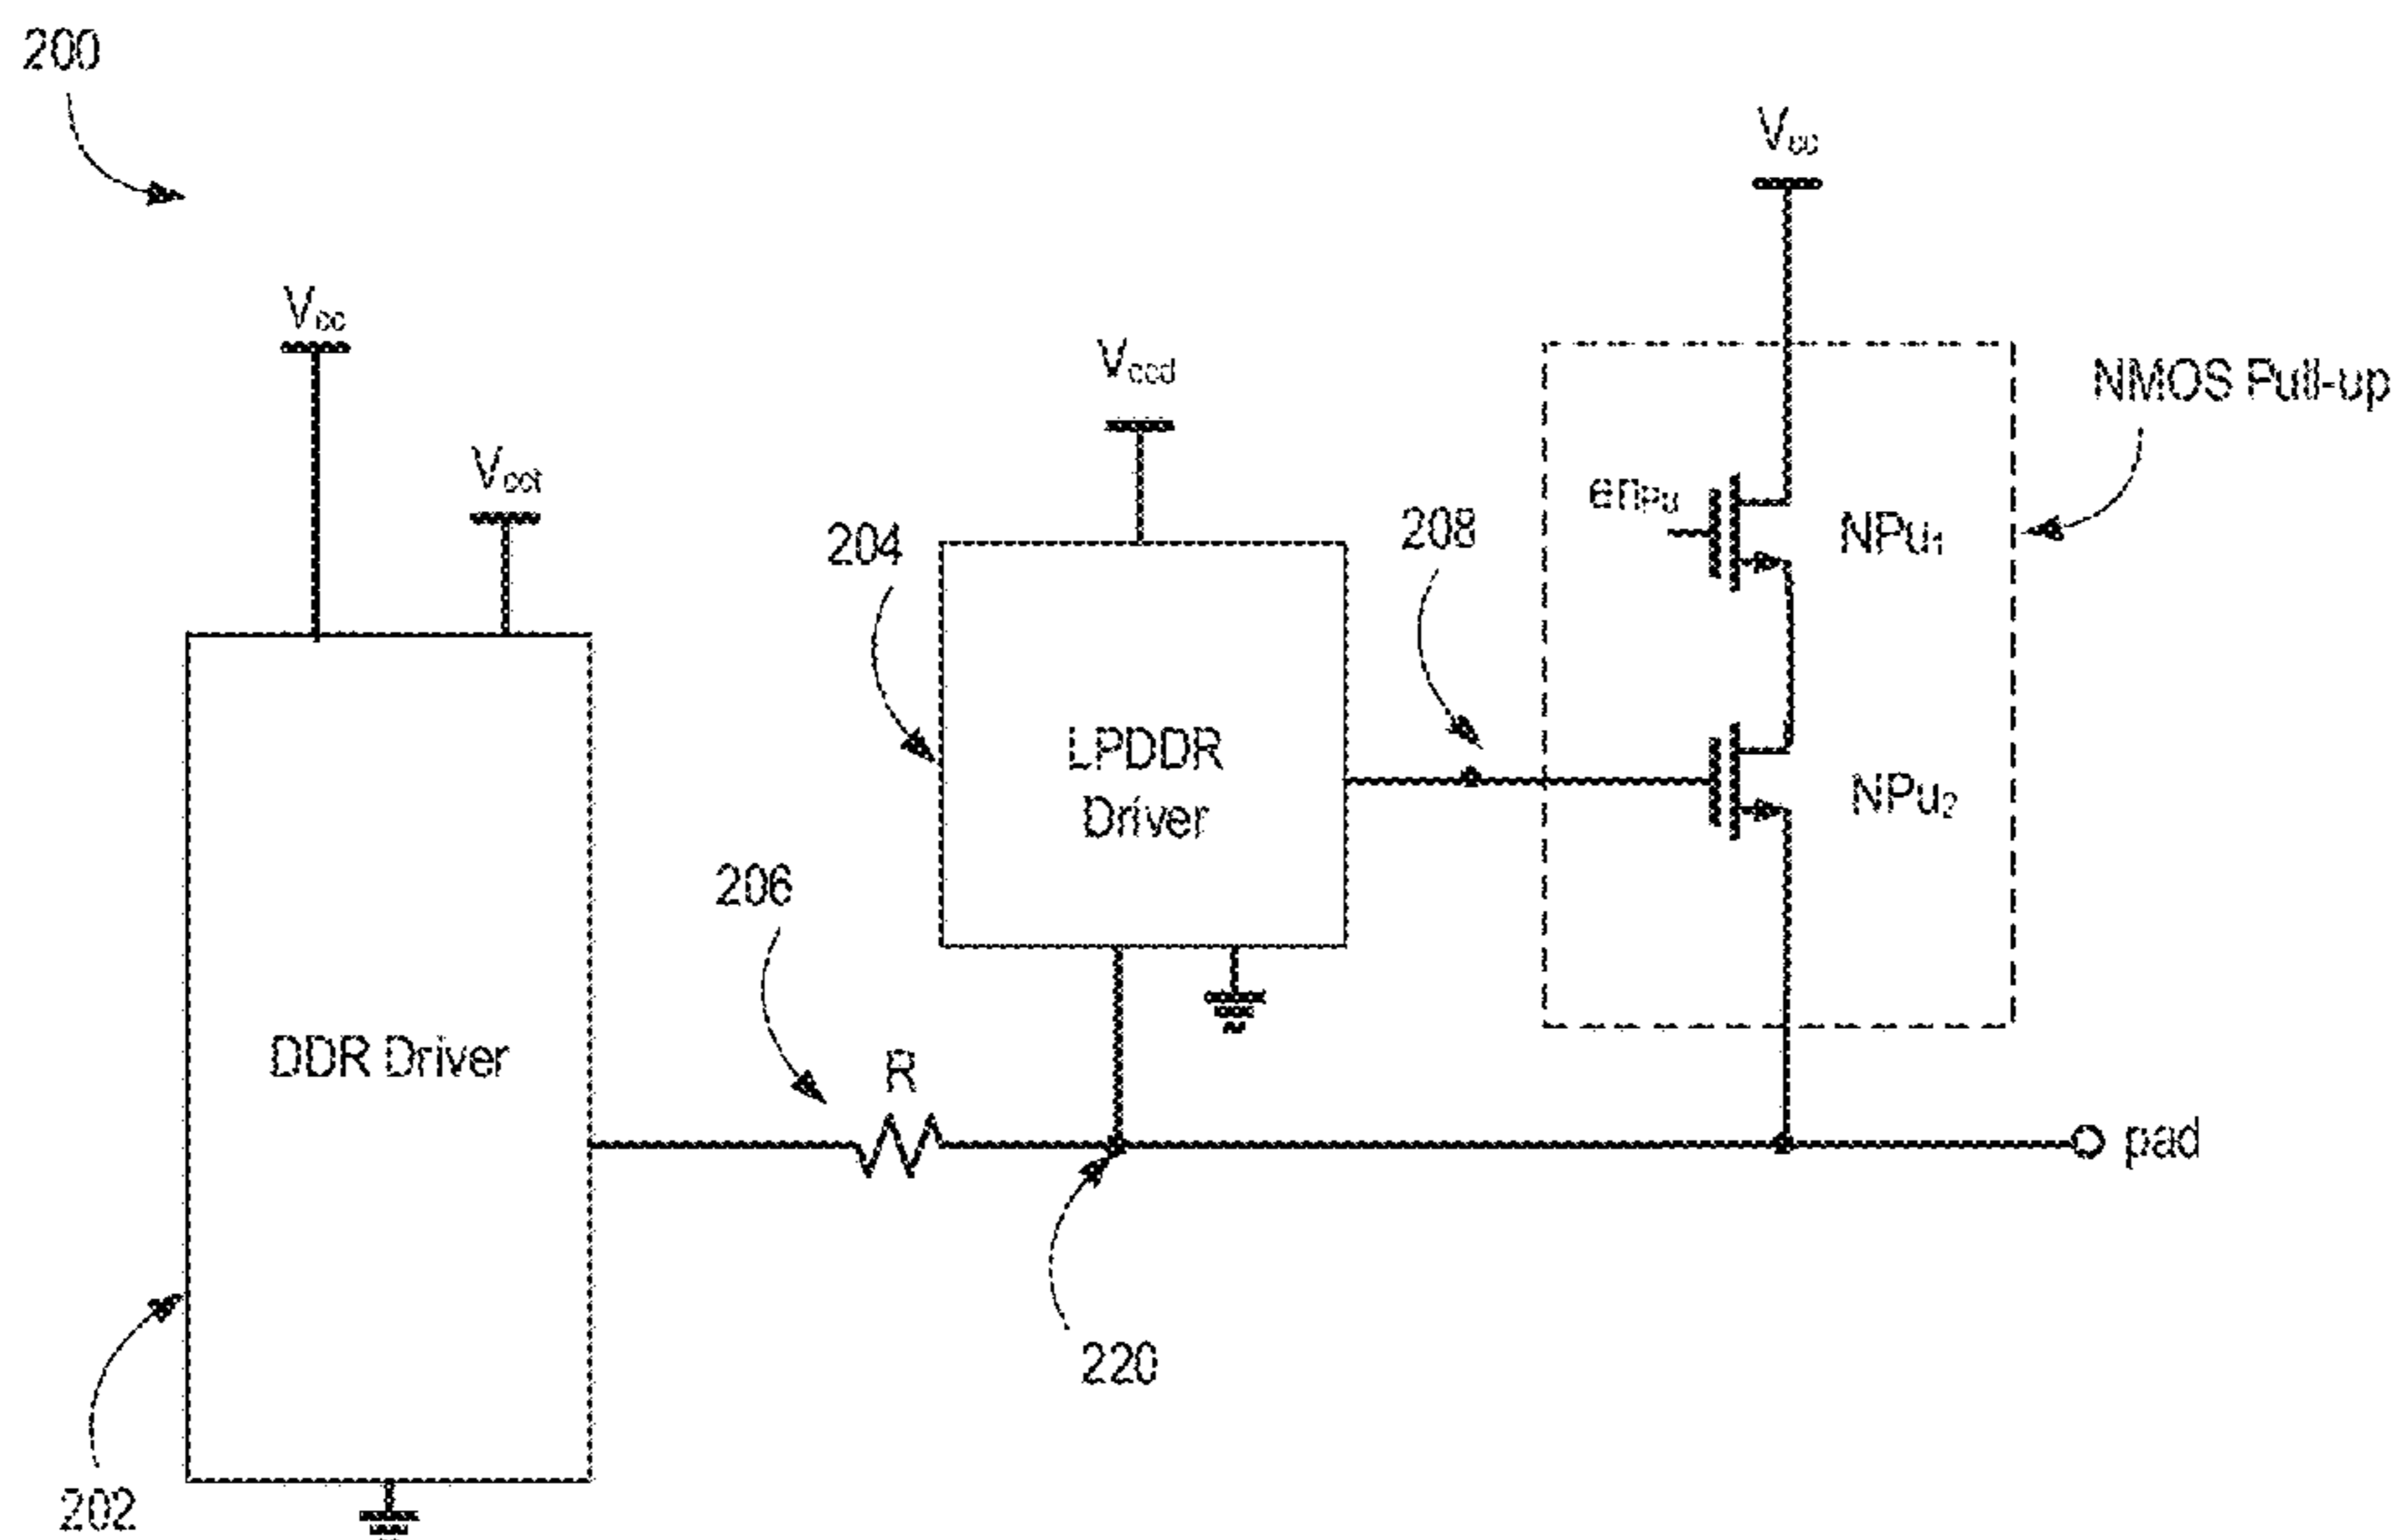 200
Vcc
Vcc
Vccd
NMOS Pull-up
Vcct
enPu
208
204
NPu1
LPDDR
Driver
NPu2
206
DDR Driver
R
pad
220
202